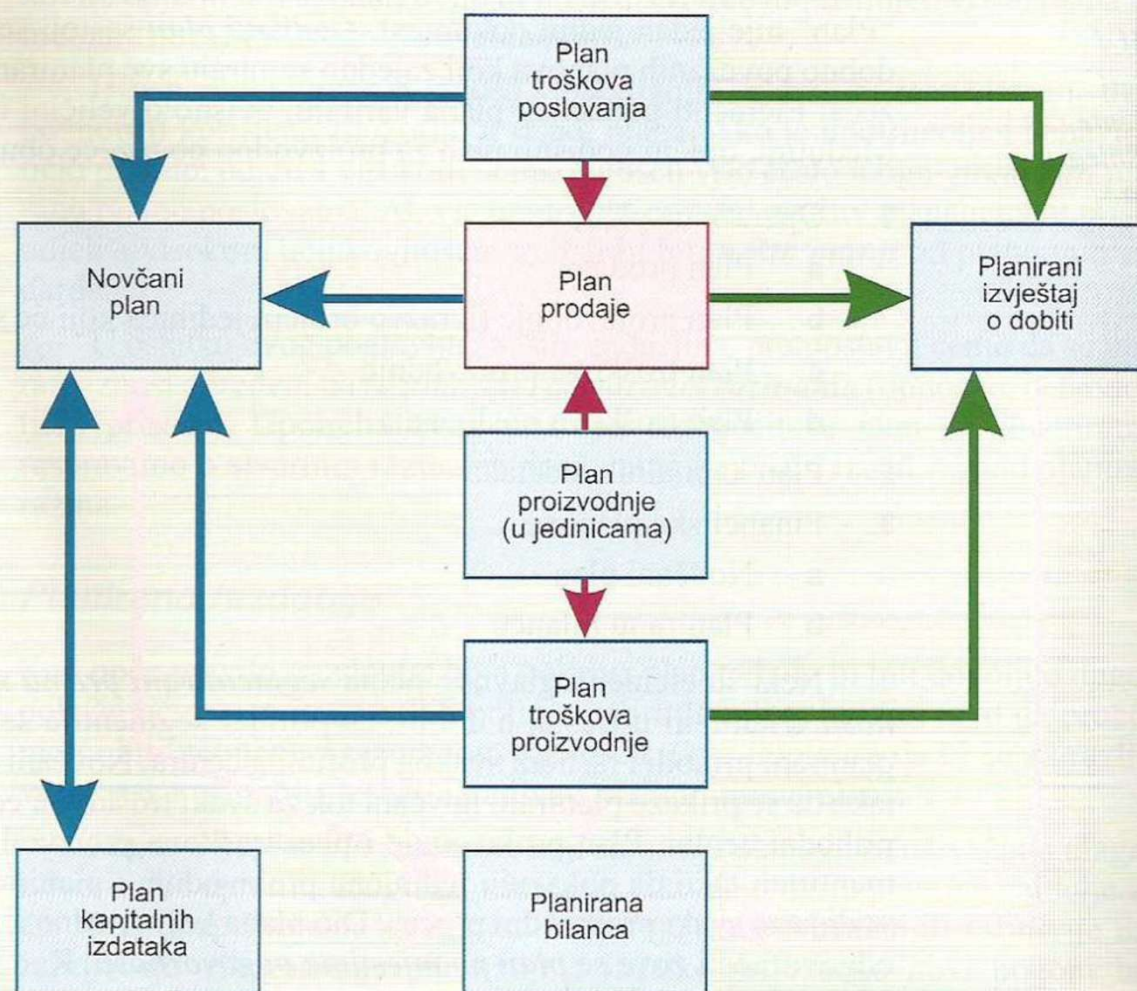 Plan
troškova
poslovanja
Novčani
plan
Plan
prodaje
Planirani
izvještaj
o dobiti
Plan
proizvodnje
(u jedinicama)
Plan
troškova
proizvodnje
Plan
kapitalnih
izdataka
Planirana
bilanca